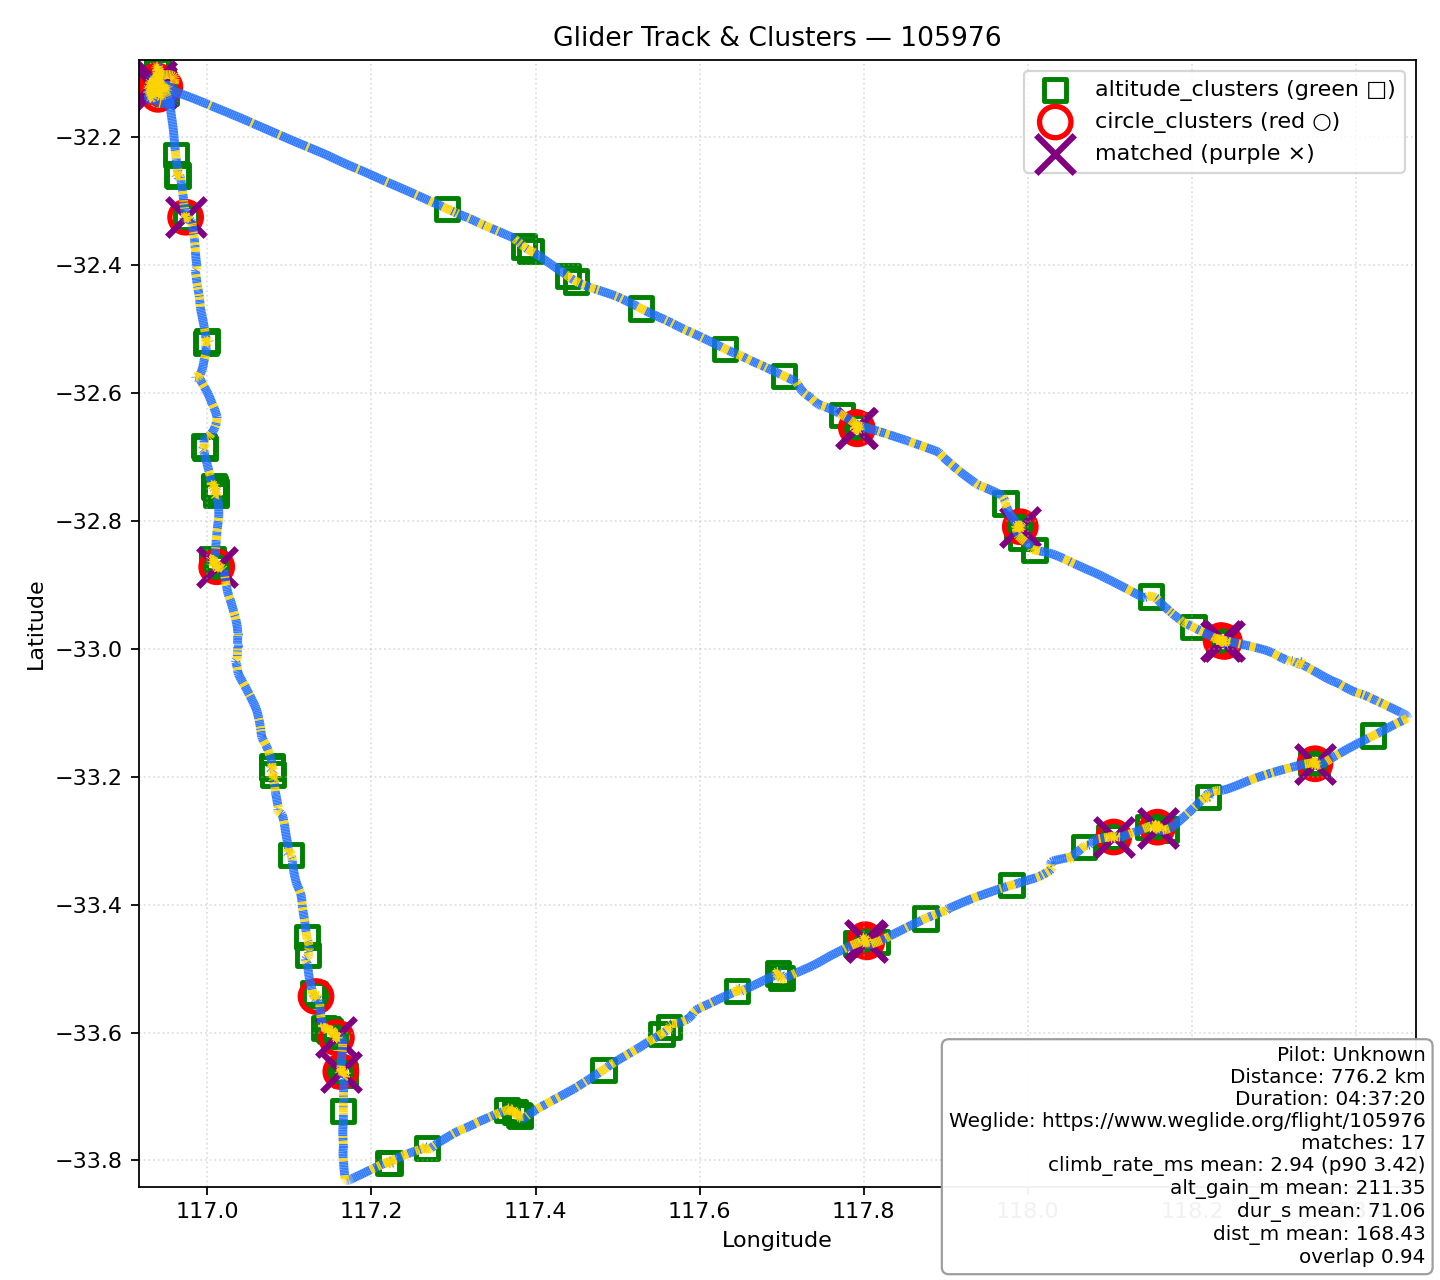 Glider Track & Clusters — 105976
altitude_clusters (green □)
circle_clusters (red ○)
matched (purple ×)
Latitude
−32.2
−32.4
−32.6
−32.8
−33.0
−33.2
−33.4
−33.6
−33.8
117.0
117.2
117.4
117.6
117.8
118.0
118.2
Longitude
Pilot: Unknown
Distance: 776.2 km
Duration: 04:37:20
Weglide: https://www.weglide.org/flight/105976
matches: 17
climb_rate_ms mean: 2.94 (p90 3.42)
alt_gain_m mean: 211.35
dur_s mean: 71.06
dist_m mean: 168.43
overlap 0.94